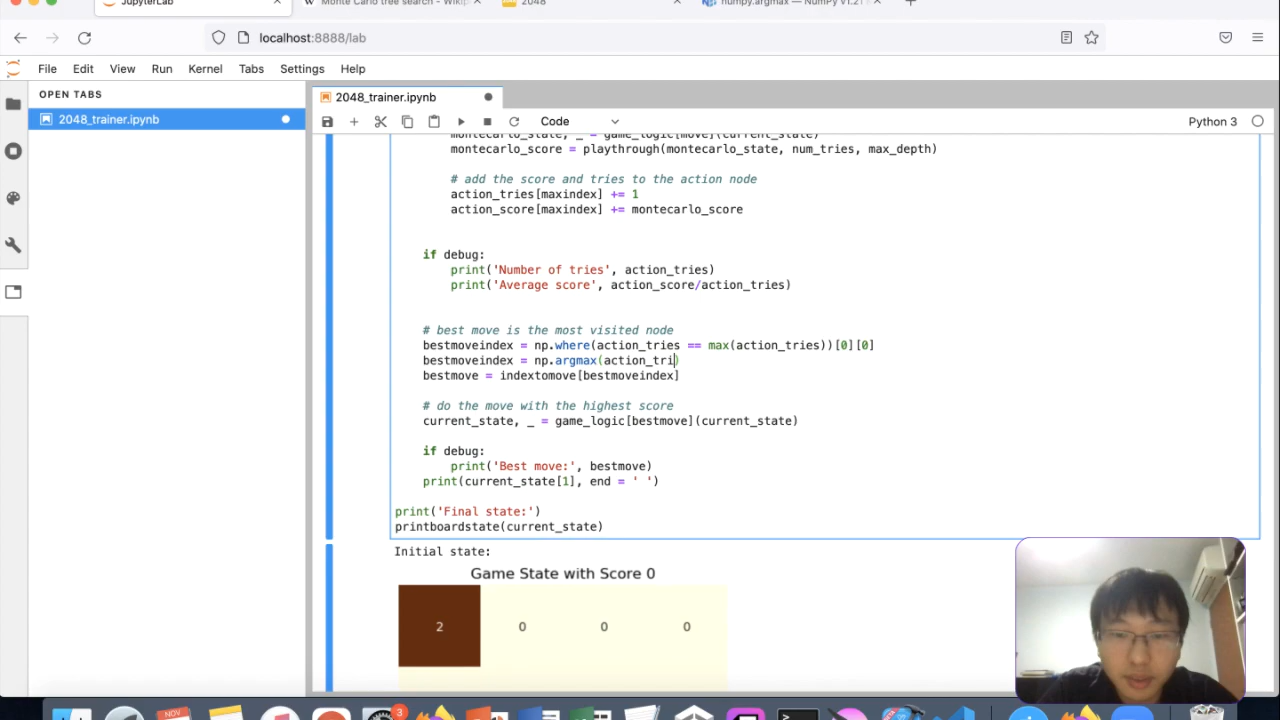 JupyterLab
Monte Carlo tree search - Wikip
2048
numpy.argmax — NumPy v1.21
localhost:8888/lab
File Edit View Run Kernel Tabs Settings Help
OPEN TABS
2048_trainer.ipynb
2048_trainer.ipynb
Code
Python 3
montecarlo_state, _ = game_logic[move](current_state)
montecarlo_score = playthrough(montecarlo_state, num_tries, max_depth)
# add the score and tries to the action node
action_tries[maxindex] += 1
action_score[maxindex] += montecarlo_score
if debug:
print('Number of tries', action_tries)
print('Average score', action_score/action_tries)
# best move is the most visited node
bestmoveindex = np.where(action_tries == max(action_tries))[0][0]
bestmoveindex = np.argmax(action_tri)
bestmove = indextomove[bestmoveindex]
# do the move with the highest score
current_state, _ = game_logic[bestmove](current_state)
if debug:
print('Best move:', bestmove)
print(current_state[1], end = ' ')
print('Final state:')
printboardstate(current_state)
Initial state:
Game State with Score 0
2 0 0 0
NOV
3